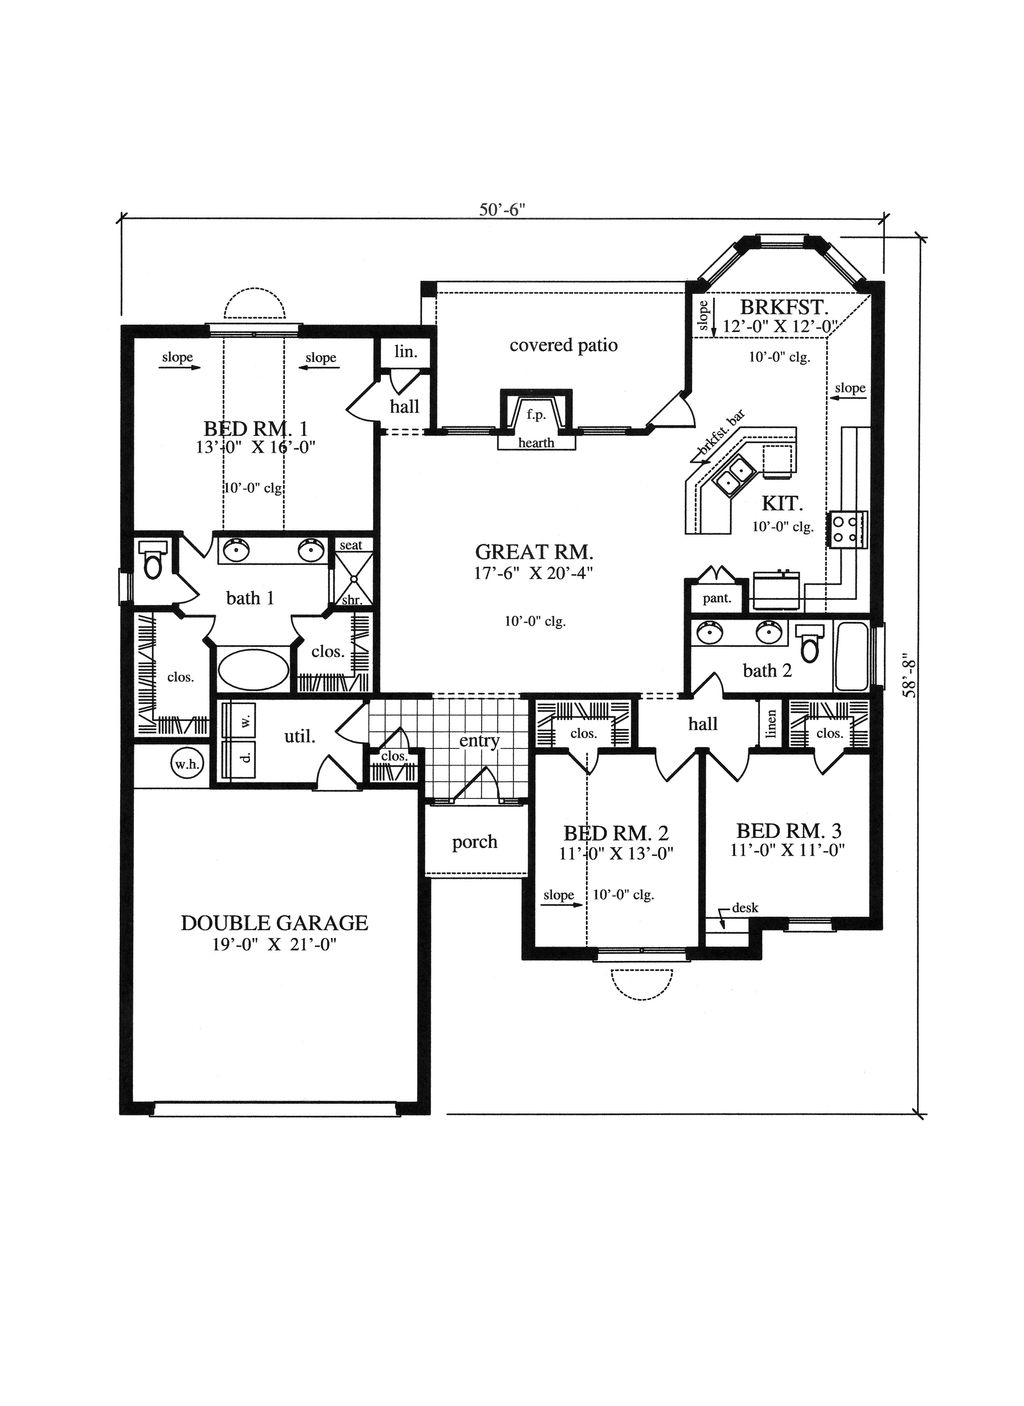 50'-6"
BRKFST.
12'-0" X 12'-0"
slope
10'-0" clg.
slope
covered patio
lin.
hall
slope
slope
BED RM. 1
13'-0" X 16'-0"
10'-0" clg
f.p.
hearth
brkfst. bar
KIT.
10'-0" clg.
GREAT RM.
17'-6" X 20'-4"
10'-0" clg.
seat
shr.
bath 1
pant.
clos.
clos.
bath 2
58'-8"
w.
d.
util.
w.h.
clos.
entry
clos.
hall
linen
clos.
porch
BED RM. 2
11'-0" X 13'-0"
slope
10'-0" clg.
BED RM. 3
11'-0" X 11'-0"
desk
DOUBLE GARAGE
19'-0" X 21'-0"